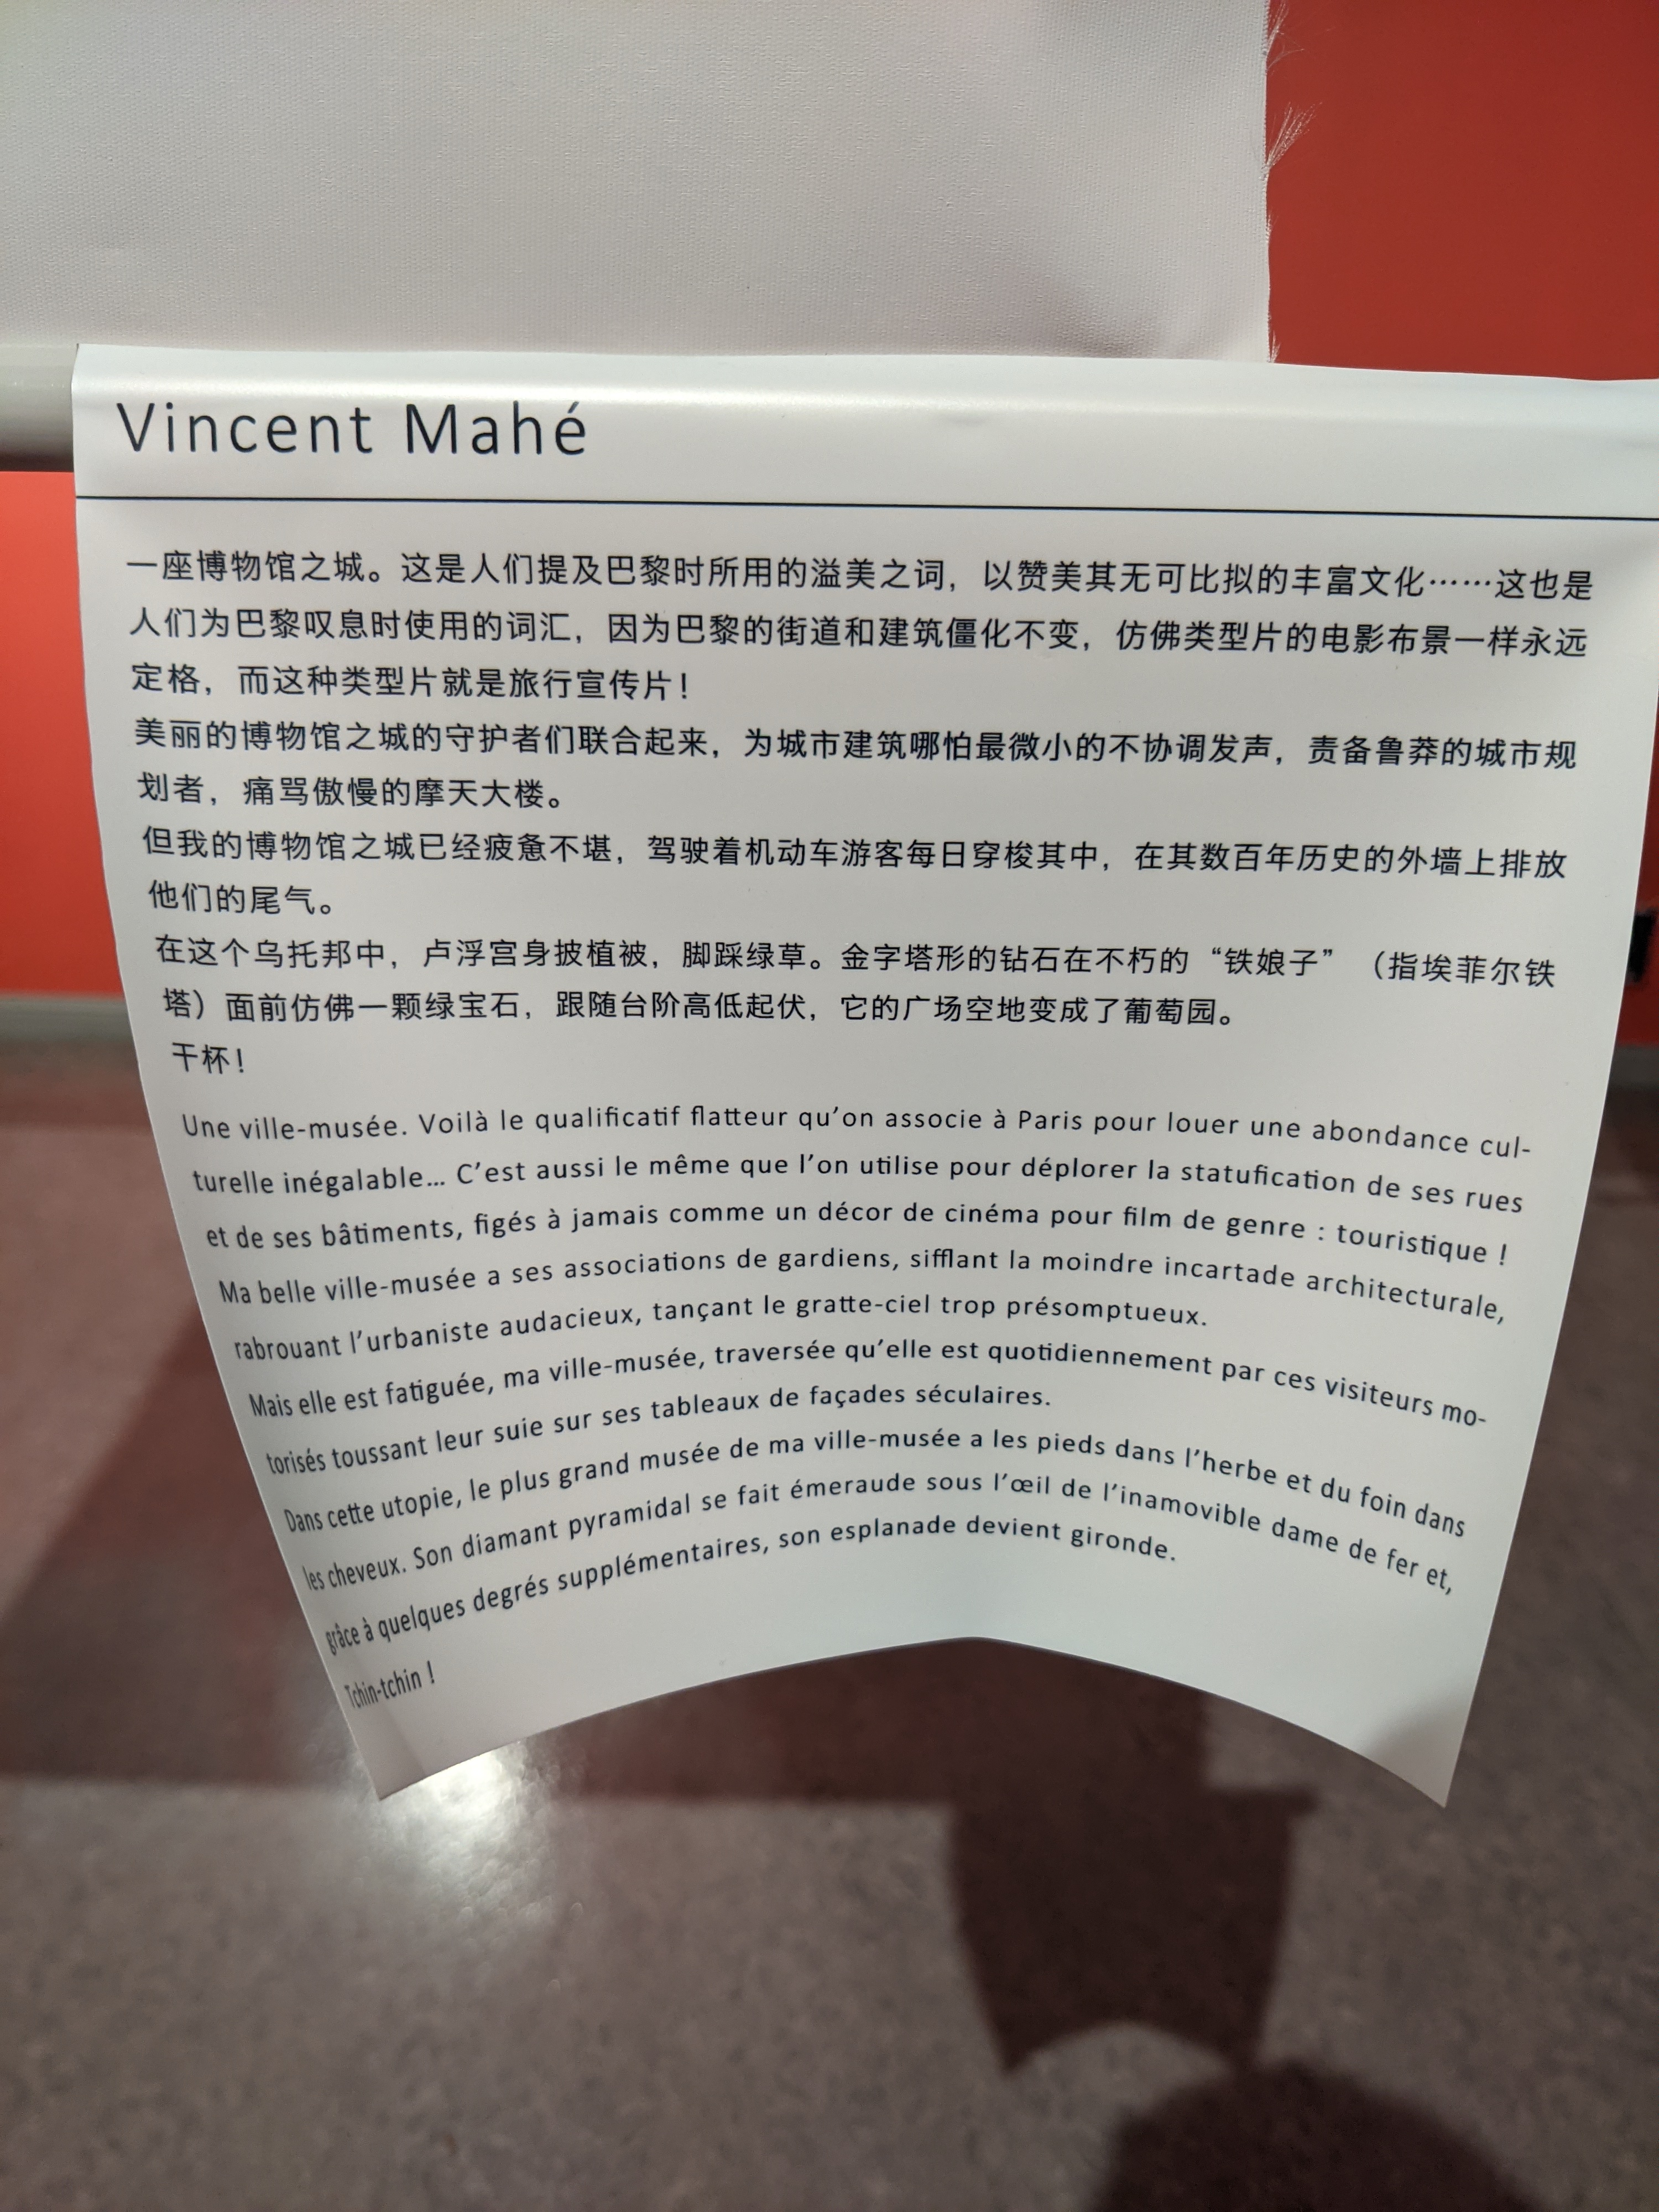 Vincent Mahé
一座博物馆之城。这是人们提及巴黎时所用的溢美之词，以赞美其无可比拟的丰富文化……这也是
人们为巴黎叹息时使用的词汇，因为巴黎的街道和建筑僵化不变，仿佛类型片的电影布景一样永远
定格，而这种类型片就是旅行宣传片！
美丽的博物馆之城的守护者们联合起来，为城市建筑哪怕最微小的不协调发声，责备鲁莽的城市规
划者，痛骂傲慢的摩天大楼。
但我的博物馆之城已经疲惫不堪，驾驶着机动车游客每日穿梭其中，在其数百年历史的外墙上排放
他们的尾气。
在这个乌托邦中，卢浮宫身披植被，脚踩绿草。金字塔形的钻石在不朽的“铁娘子”（指埃菲尔铁
塔）面前仿佛一颗绿宝石，跟随台阶高低起伏，它的广场空地变成了葡萄园。
干杯！
Une ville-musée. Voilà le qualificatif flatteur qu’on associe à Paris pour louer une abondance cul-
turelle inégalable... C’est aussi le même que l’on utilise pour déplorer la statufication de ses rues
et de ses bâtiments, figés à jamais comme un décor de cinéma pour film de genre : touristique !
Ma belle ville-musée a ses associations de gardiens, sifflant la moindre incartade architecturale,
rabrouant l’urbaniste audacieux, tançant le gratte-ciel trop présomptueux.
Mais elle est fatiguée, ma ville-musée, traversée qu’elle est quotidiennement par ces visiteurs mo-
torisés toussant leur suie sur ses tableaux de façades séculaires.
Dans cette utopie, le plus grand musée de ma ville-musée a les pieds dans l’herbe et du foin dans
les cheveux. Son diamant pyramidal se fait émeraude sous l’œil de l’inamovible dame de fer et,
grâce à quelques degrés supplémentaires, son esplanade devient gironde.
Tchin-tchin !